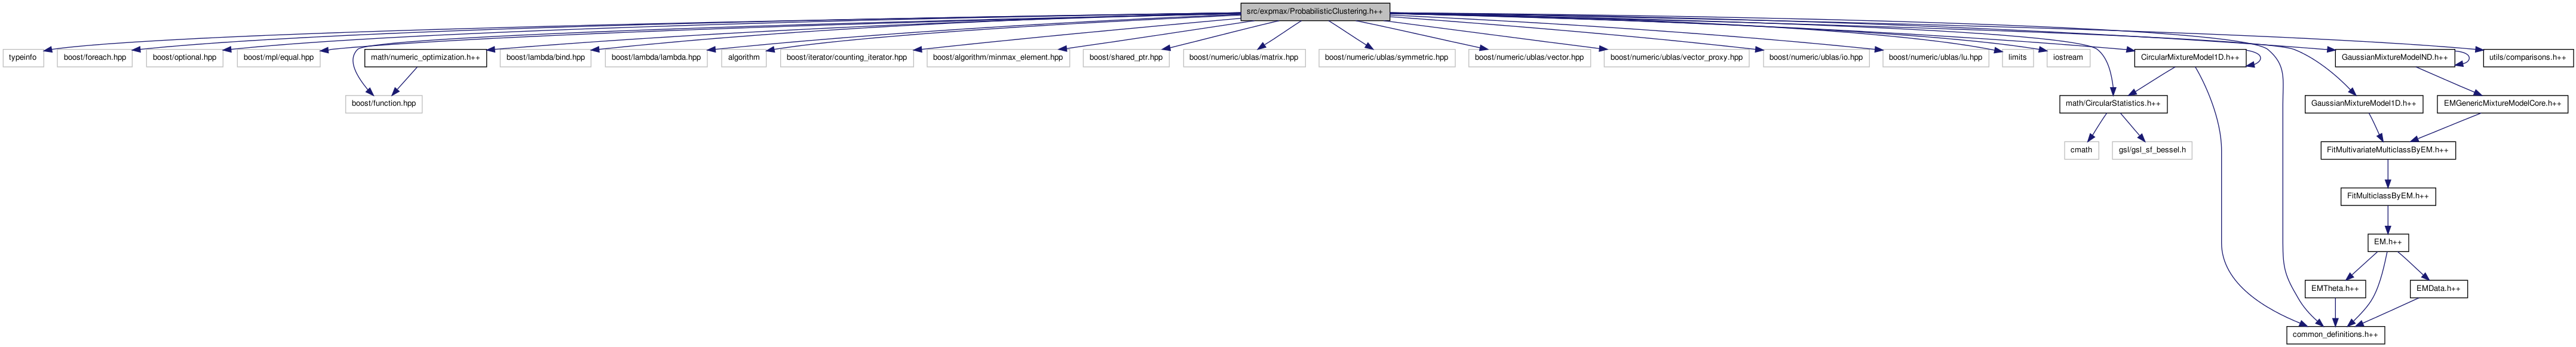 src/expmax/ProbabilisticClustering.h++
typeinfo
boost/foreach.hpp
boost/optional.hpp
boost/mpl/equal.hpp
math/numeric_optimization.h++
boost/lambda/bind.hpp
boost/lambda/lambda.hpp
algorithm
boost/iterator/counting_iterator.hpp
boost/algorithm/minmax_element.hpp
boost/shared_ptr.hpp
boost/numeric/ublas/matrix.hpp
boost/numeric/ublas/symmetric.hpp
boost/numeric/ublas/vector.hpp
boost/numeric/ublas/vector_proxy.hpp
boost/numeric/ublas/io.hpp
boost/numeric/ublas/lu.hpp
limits
iostream
CircularMixtureModel1D.h++
GaussianMixtureModelND.h++
utils/comparisons.h++
boost/function.hpp
math/CircularStatistics.h++
GaussianMixtureModel1D.h++
EMGenericMixtureModelCore.h++
cmath
gsl/gsl_sf_bessel.h
FitMultivariateMulticlassByEM.h++
FitMulticlassByEM.h++
EM.h++
EMTheta.h++
EMData.h++
common_definitions.h++